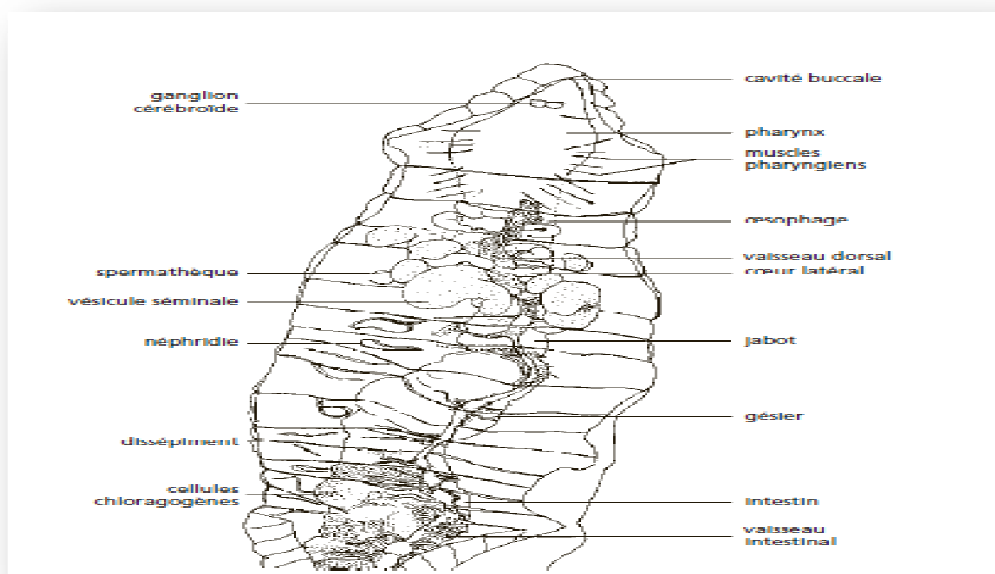 ganglion
cérébroïde
spermathèque
vésicule séminale
néphridie
dissépiment
cellules
chloragogènes
cavité buccale
pharynx
muscles
pharyngiens
œsophage
vaisseau dorsal
cœur latéral
jabot
gésier
intestin
vaisseau
intestinal